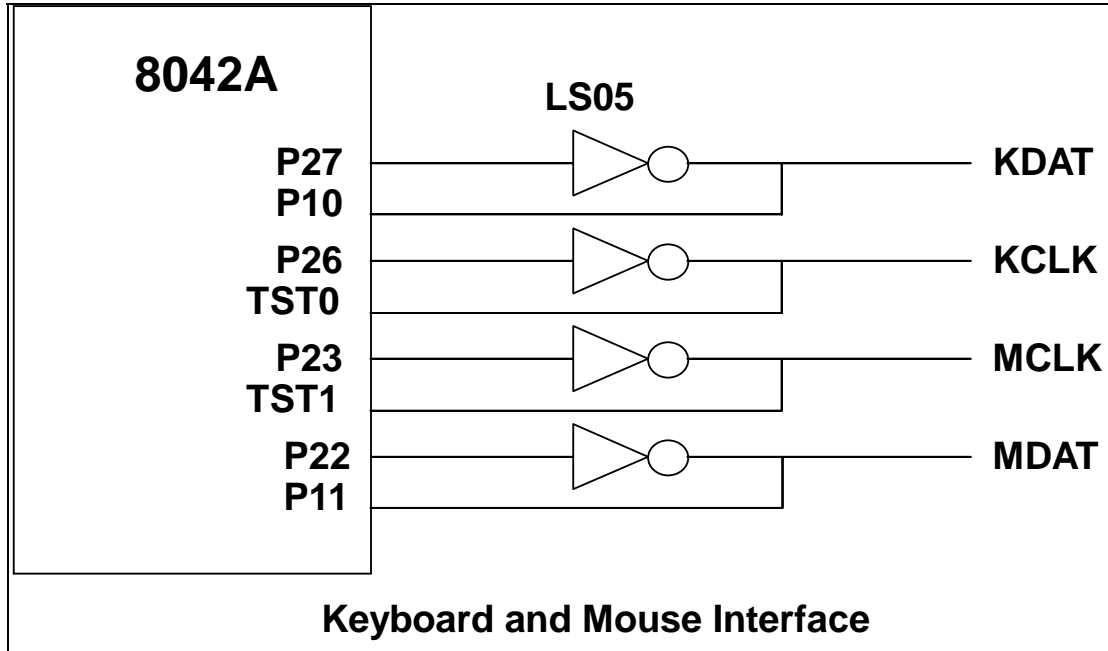 8042A
LS05
P27
KDAT
P10
P26
KCLK
TST0
P23
MCLK
TST1
P22
MDAT
P11
Keyboard and Mouse Interface